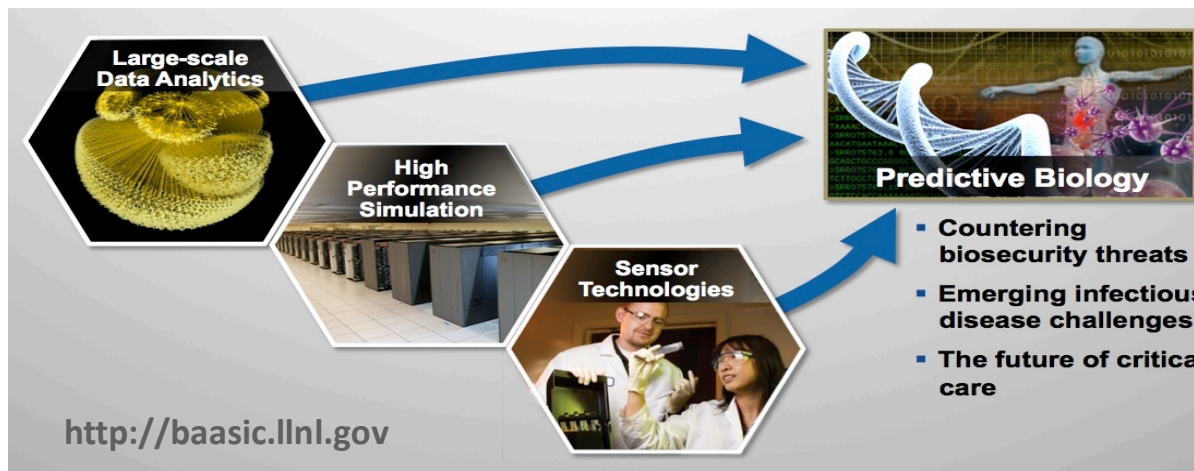 Large-scale
Data Analytics
High
Performance
Simulation
Sensor
Technologies
Predictive Biology
▪ Countering
biosecurity threats
▪ Emerging infectious
disease challenges
▪ The future of critica
care
http://baasic.llnl.gov